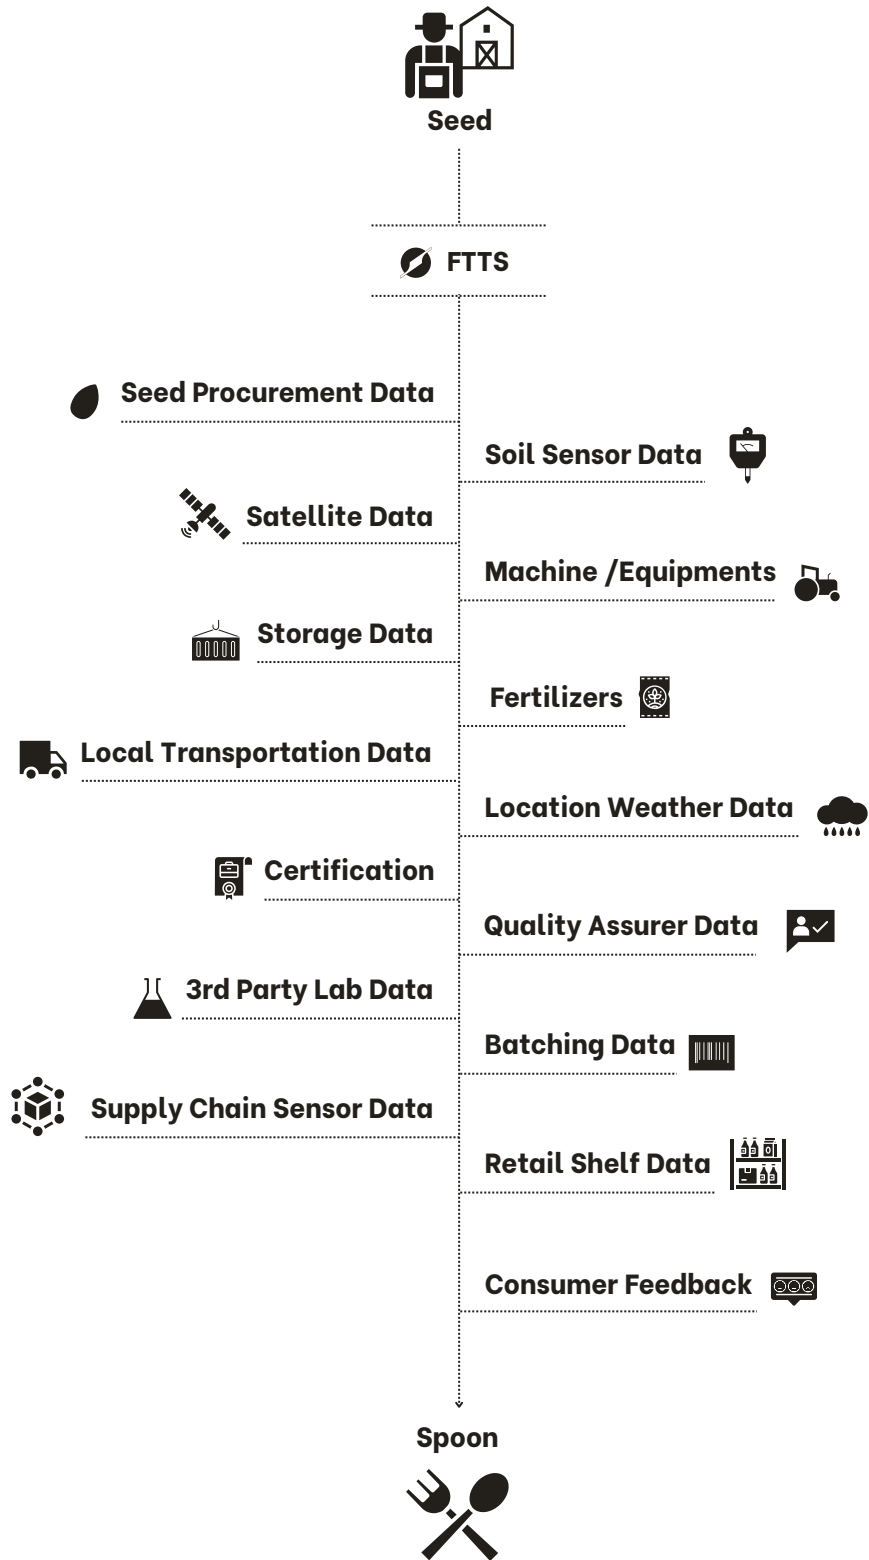 Seed
FTTS
Seed Procurement Data
Soil Sensor Data
Satellite Data
Machine /Equipments
Storage Data
Fertilizers
Local Transportation Data
Location Weather Data
Certification
Quality Assurer Data
3rd Party Lab Data
Batching Data
Supply Chain Sensor Data
Retail Shelf Data
Consumer Feedback
Spoon